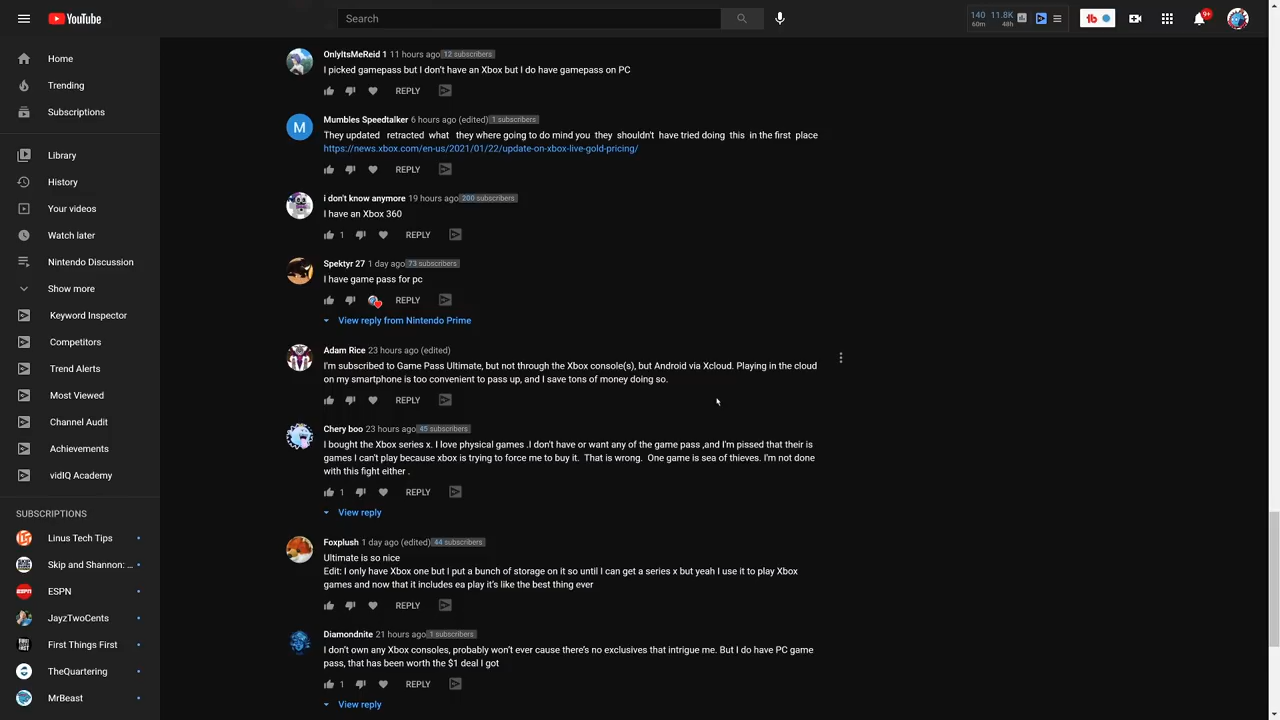 YouTube
Search
140 11.8K
60m 48h
tb
9+
Home
Trending
Subscriptions
Library
History
Your videos
Watch later
Nintendo Discussion
Show more
Keyword Inspector
Competitors
Trend Alerts
Most Viewed
Channel Audit
Achievements
vidIQ Academy
SUBSCRIPTIONS
Linus Tech Tips
Skip and Shannon: ...
ESPN
JayzTwoCents
First Things First
TheQuartering
MrBeast
OnlyItsMeReid 1 11 hours ago 12 subscribers
I picked gamepass but I don't have an Xbox but I do have gamepass on PC
REPLY
M
Mumbles Speedtalker 6 hours ago (edited) 1 subscribers
They updated retracted what they where going to do mind you they shouldn't have tried doing this in the first place
https://news.xbox.com/en-us/2021/01/22/update-on-xbox-live-gold-pricing/
REPLY
i don't know anymore 19 hours ago 200 subscribers
I have an Xbox 360
1 REPLY
Spektyr 27 1 day ago 73 subscribers
I have game pass for pc
REPLY
View reply from Nintendo Prime
Adam Rice 23 hours ago (edited)
I'm subscribed to Game Pass Ultimate, but not through the Xbox console(s), but Android via Xcloud. Playing in the cloud
on my smartphone is too convenient to pass up, and I save tons of money doing so.
REPLY
Chery boo 23 hours ago 45 subscribers
I bought the Xbox series x. I love physical games .I don't have or want any of the game pass ,and I'm pissed that their is
games I can't play because xbox is trying to force me to buy it. That is wrong. One game is sea of thieves. I'm not done
with this fight either .
1 REPLY
View reply
Foxplush 1 day ago (edited) 44 subscribers
Ultimate is so nice
Edit: I only have Xbox one but I put a bunch of storage on it so until I can get a series x but yeah I use it to play Xbox
games and now that it includes ea play it's like the best thing ever
REPLY
Diamondnite 21 hours ago 1 subscribers
I don't own any Xbox consoles, probably won't ever cause there's no exclusives that intrigue me. But I do have PC game
pass, that has been worth the $1 deal I got
1 REPLY
View reply